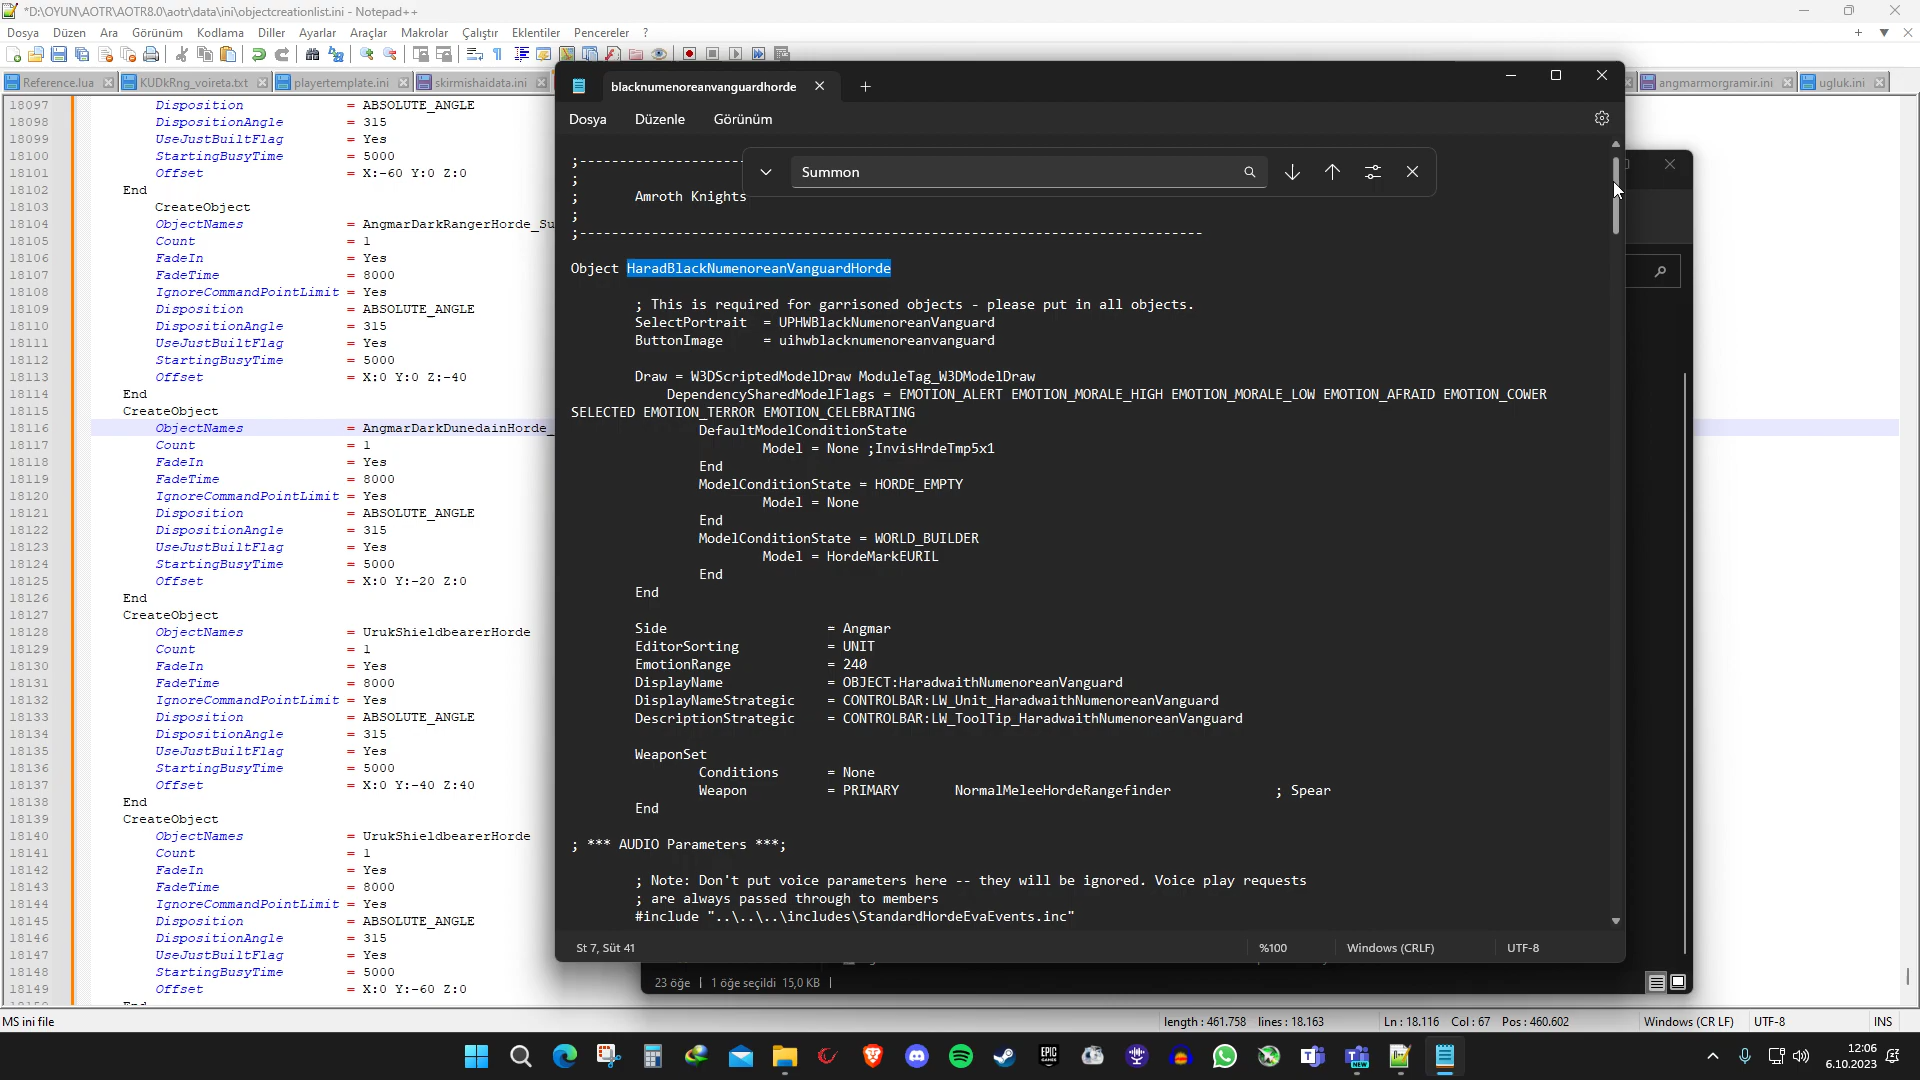 *D:\OYUN\AOTR\AOTR8.0\aotr\data\ini\objectcreationlist.ini - Notepad++
Dosya Düzen Ara Görünüm Kodlama Diller Ayarlar Araçlar Makrolar Çalıştır Eklentiler Pencereler ?
Reference.lua KUDkRng_voireta.txt playertemplate.ini skirmishaidata.ini angmarmorgramir.ini ugluk.ini
18097 Disposition = ABSOLUTE_ANGLE
18098 DispositionAngle = 315
18099 UseJustBuiltFlag = Yes
18100 StartingBusyTime = 5000
18101 Offset = X:-60 Y:0 Z:0
18102 End
18103 CreateObject
18104 ObjectNames = AngmarDarkRangerHorde_Su
18105 Count = 1
18106 FadeIn = Yes
18107 FadeTime = 8000
18108 IgnoreCommandPointLimit = Yes
18109 Disposition = ABSOLUTE_ANGLE
18110 DispositionAngle = 315
18111 UseJustBuiltFlag = Yes
18112 StartingBusyTime = 5000
18113 Offset = X:0 Y:0 Z:-40
18114 End
18115 CreateObject
18116 ObjectNames = AngmarDarkDunedainHorde_
18117 Count = 1
18118 FadeIn = Yes
18119 FadeTime = 8000
18120 IgnoreCommandPointLimit = Yes
18121 Disposition = ABSOLUTE_ANGLE
18122 DispositionAngle = 315
18123 UseJustBuiltFlag = Yes
18124 StartingBusyTime = 5000
18125 Offset = X:0 Y:-20 Z:0
18126 End
18127 CreateObject
18128 ObjectNames = UrukShieldbearerHorde
18129 Count = 1
18130 FadeIn = Yes
18131 FadeTime = 8000
18132 IgnoreCommandPointLimit = Yes
18133 Disposition = ABSOLUTE_ANGLE
18134 DispositionAngle = 315
18135 UseJustBuiltFlag = Yes
18136 StartingBusyTime = 5000
18137 Offset = X:0 Y:-40 Z:40
18138 End
18139 CreateObject
18140 ObjectNames = UrukShieldbearerHorde
18141 Count = 1
18142 FadeIn = Yes
18143 FadeTime = 8000
18144 IgnoreCommandPointLimit = Yes
18145 Disposition = ABSOLUTE_ANGLE
18146 DispositionAngle = 315
18147 UseJustBuiltFlag = Yes
18148 StartingBusyTime = 5000
18149 Offset = X:0 Y:-60 Z:0
blacknumenoreanvanguardhorde
Dosya Düzenle Görünüm
Summon
;---------------------
;
; Amroth Knights
;
;------------------------------------------------------------------------------
Object HaradBlackNumenoreanVanguardHorde
; This is required for garrisoned objects - please put in all objects.
SelectPortrait = UPHWBlackNumenoreanVanguard
ButtonImage = uihwblacknumenoreanvanguard
Draw = W3DScriptedModelDraw ModuleTag_W3DModelDraw
DependencySharedModelFlags = EMOTION_ALERT EMOTION_MORALE_HIGH EMOTION_MORALE_LOW EMOTION_AFRAID EMOTION_COWER
SELECTED EMOTION_TERROR EMOTION_CELEBRATING
DefaultModelConditionState
Model = None ;InvisHrdeTmp5x1
End
ModelConditionState = HORDE_EMPTY
Model = None
End
ModelConditionState = WORLD_BUILDER
Model = HordeMarkEURIL
End
End
Side = Angmar
EditorSorting = UNIT
EmotionRange = 240
DisplayName = OBJECT:HaradwaithNumenoreanVanguard
DisplayNameStrategic = CONTROLBAR:LW_Unit_HaradwaithNumenoreanVanguard
DescriptionStrategic = CONTROLBAR:LW_ToolTip_HaradwaithNumenoreanVanguard
WeaponSet
Conditions = None
Weapon = PRIMARY NormalMeleeHordeRangefinder ; Spear
End
; *** AUDIO Parameters ***;
; Note: Don't put voice parameters here -- they will be ignored. Voice play requests
; are always passed through to members
#include "..\..\..\includes\StandardHordeEvaEvents.inc"
St 7, Süt 41 %100 Windows (CRLF) UTF-8
23 öğe | 1 öğe seçildi 15,0 KB |
MS ini file length : 461.758 lines : 18.163 Ln : 18.116 Col : 67 Pos : 460.602 Windows (CR LF) UTF-8 INS
EPIC GAMES NEW 12:06
6.10.2023